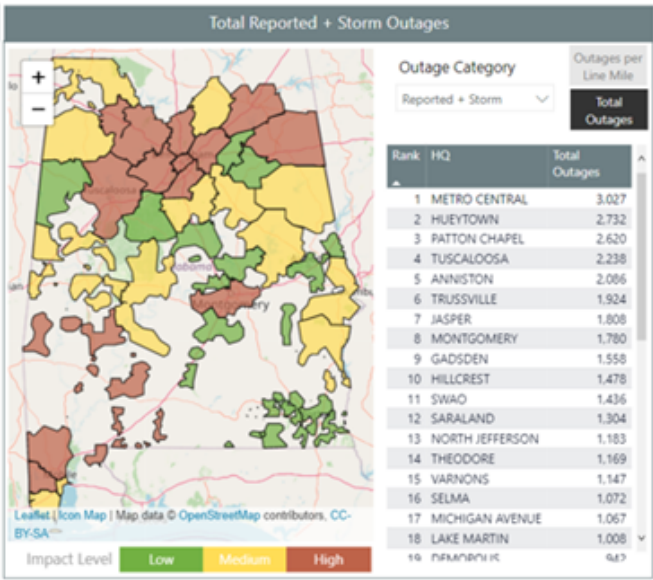 Total Reported + Storm Outages
+
−
Tuscaloosa
Montgomery
Leaflet | Icon Map | Map data © OpenStreetMap contributors, CC-
BY-SA
Impact Level Low Medium High
Outage Category
Reported + Storm
Outages per
Line Mile
Total
Outages
Rank HQ Total
Outages
1 METRO CENTRAL 3,027
2 HUEYTOWN 2,732
3 PATTON CHAPEL 2,620
4 TUSCALOOSA 2,238
5 ANNISTON 2,086
6 TRUSSVILLE 1,924
7 JASPER 1,808
8 MONTGOMERY 1,780
9 GADSDEN 1,558
10 HILLCREST 1,478
11 SWAO 1,436
12 SARALAND 1,304
13 NORTH JEFFERSON 1,183
14 THEODORE 1,169
15 VARNONS 1,147
16 SELMA 1,072
17 MICHIGAN AVENUE 1,067
18 LAKE MARTIN 1,008
19 DEMOPOLIS 942